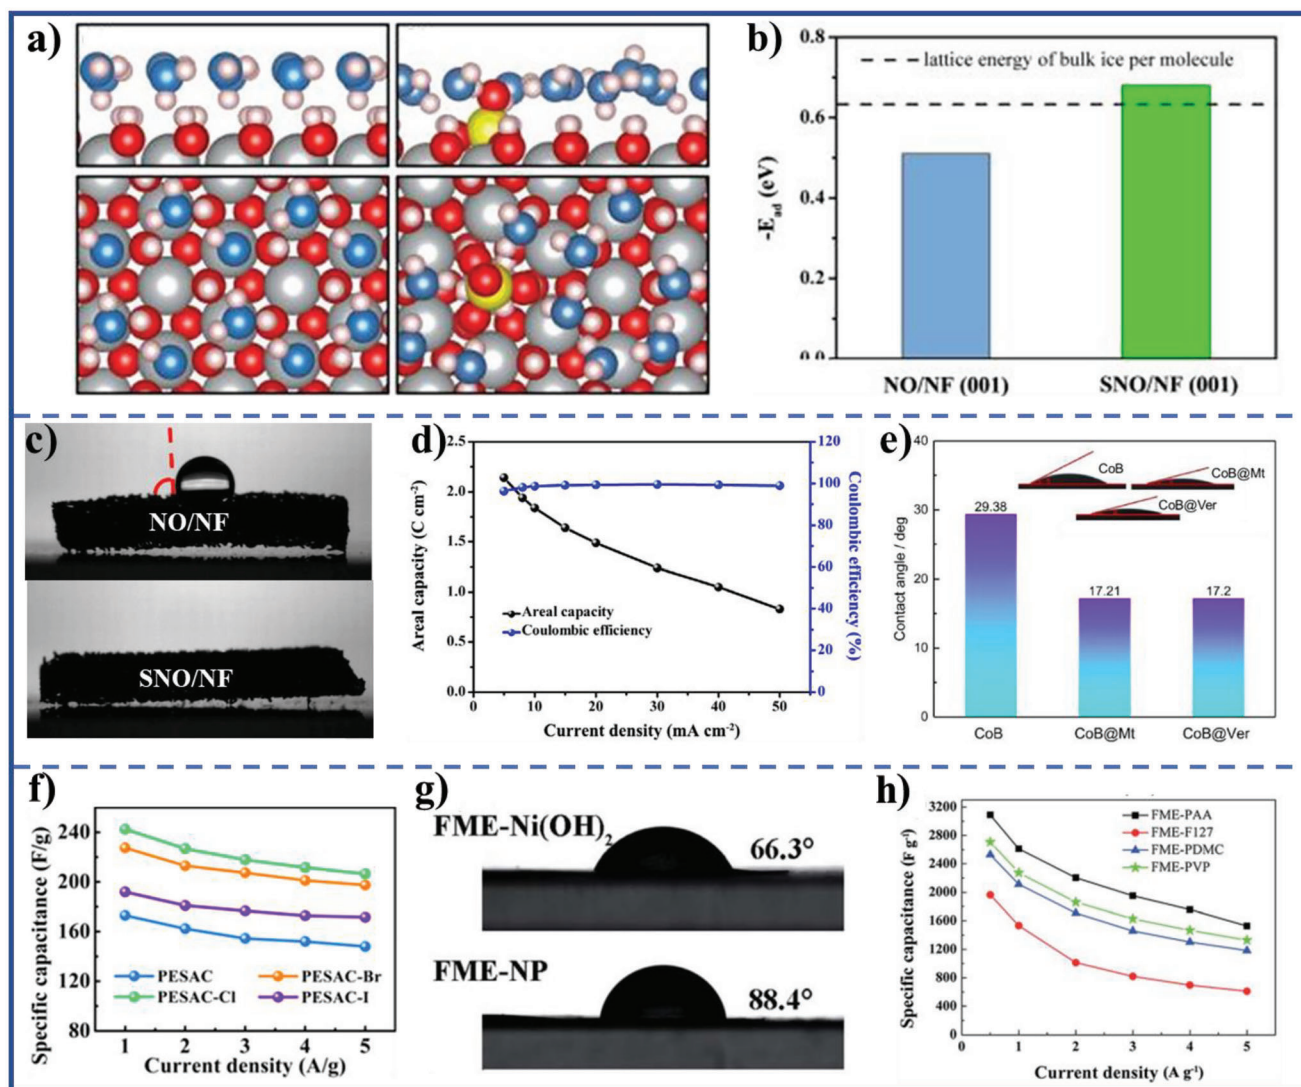 a)
b)
lattice energy of bulk ice per molecule
0.8
0.6
0.4
0.2
0.0
-E_ad (eV)
NO/NF (001)
SNO/NF (001)
c)
NO/NF
SNO/NF
d)
2.5
2.0
1.5
1.0
0.5
0.0
Areal capacity (C cm⁻²)
120
100
80
60
40
20
0
Coulombic efficiency (%)
Areal capacity
Coulombic efficiency
0 10 20 30 40 50
Current density (mA cm⁻²)
e)
40
30
20
10
0
Contact angle / deg
CoB
CoB@Mt
CoB@Ver
29.38
17.21
17.2
CoB
CoB@Mt
CoB@Ver
f)
240
200
160
120
80
Specific capacitance (F/g)
PESAC
PESAC-Br
PESAC-Cl
PESAC-I
1 2 3 4 5
Current density (A/g)
g)
FME-Ni(OH)₂
66.3°
FME-NP
88.4°
h)
3200
2800
2400
2000
1600
1200
800
400
0
Specific capacitance (F g⁻¹)
FME-PAA
FME-F127
FME-PDMC
FME-PVP
0 1 2 3 4 5
Current density (A g⁻¹)